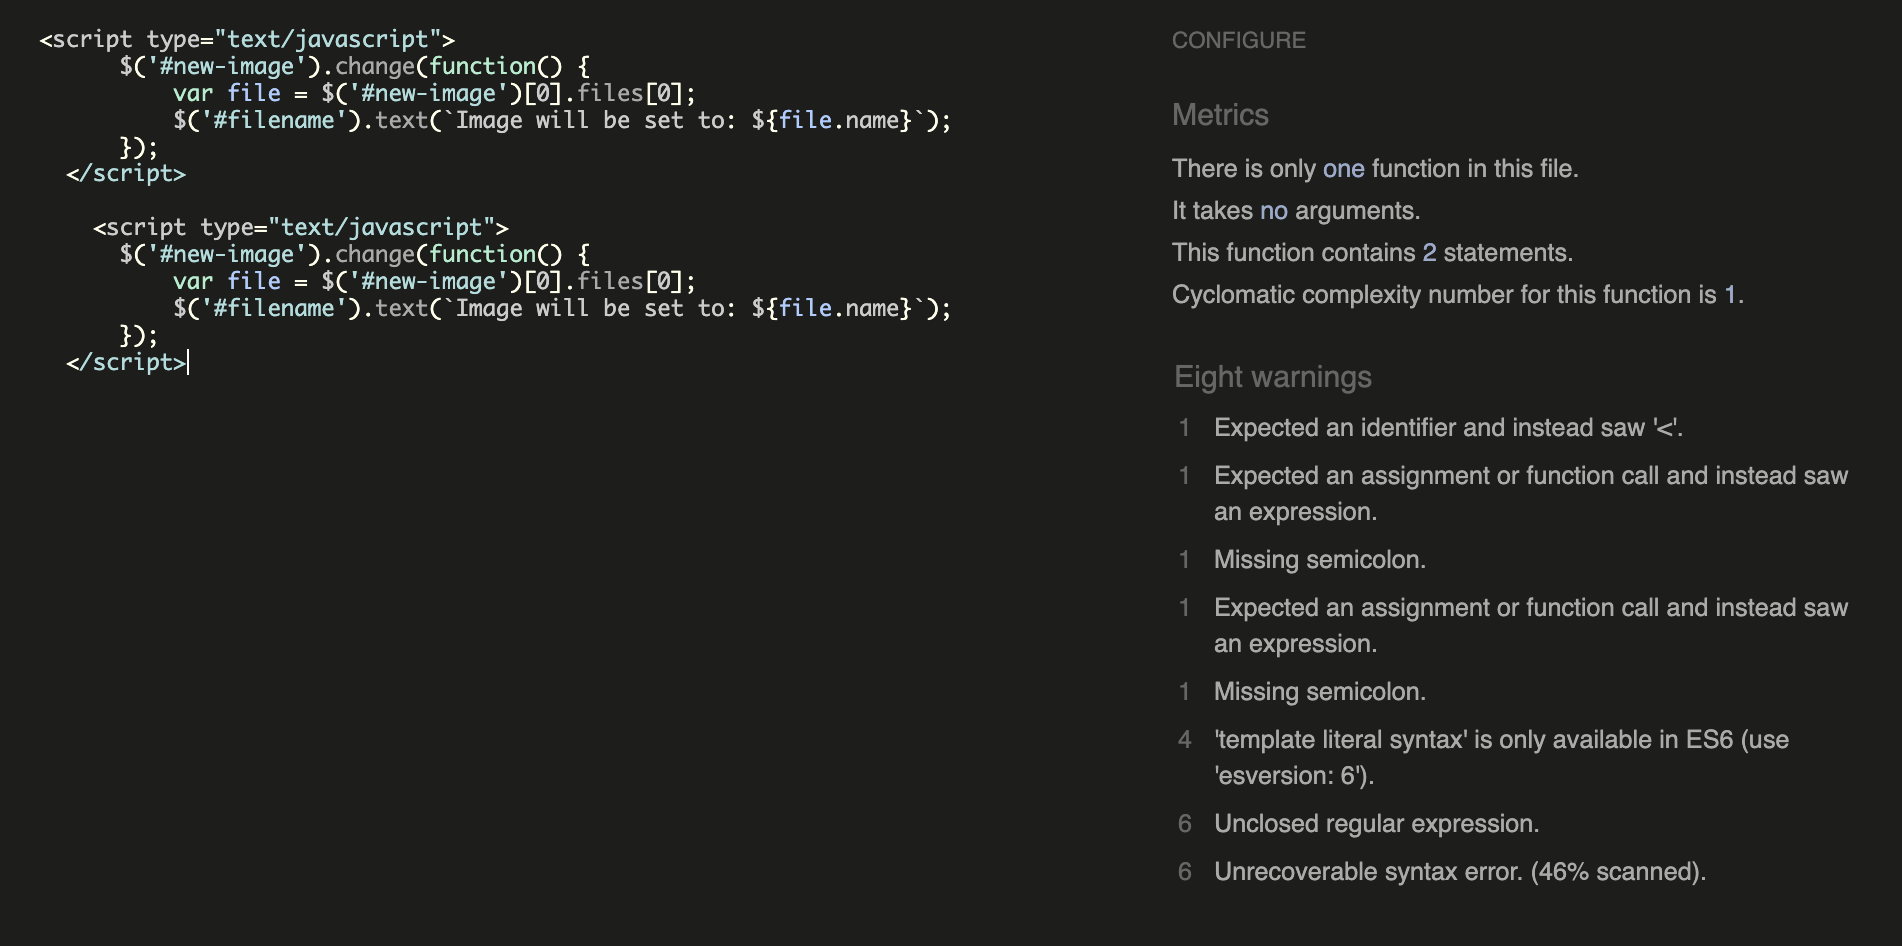 <script type="text/javascript">
$('#new-image').change(function() {
var file = $('#new-image')[0].files[0];
$('#filename').text(`Image will be set to: ${file.name}`);
});
</script>
<script type="text/javascript">
$('#new-image').change(function() {
var file = $('#new-image')[0].files[0];
$('#filename').text(`Image will be set to: ${file.name}`);
});
</script>
CONFIGURE
Metrics
There is only one function in this file.
It takes no arguments.
This function contains 2 statements.
Cyclomatic complexity number for this function is 1.
Eight warnings
1 Expected an identifier and instead saw '<'.
1 Expected an assignment or function call and instead saw
an expression.
1 Missing semicolon.
1 Expected an assignment or function call and instead saw
an expression.
1 Missing semicolon.
4 'template literal syntax' is only available in ES6 (use
'esversion: 6').
6 Unclosed regular expression.
6 Unrecoverable syntax error. (46% scanned).